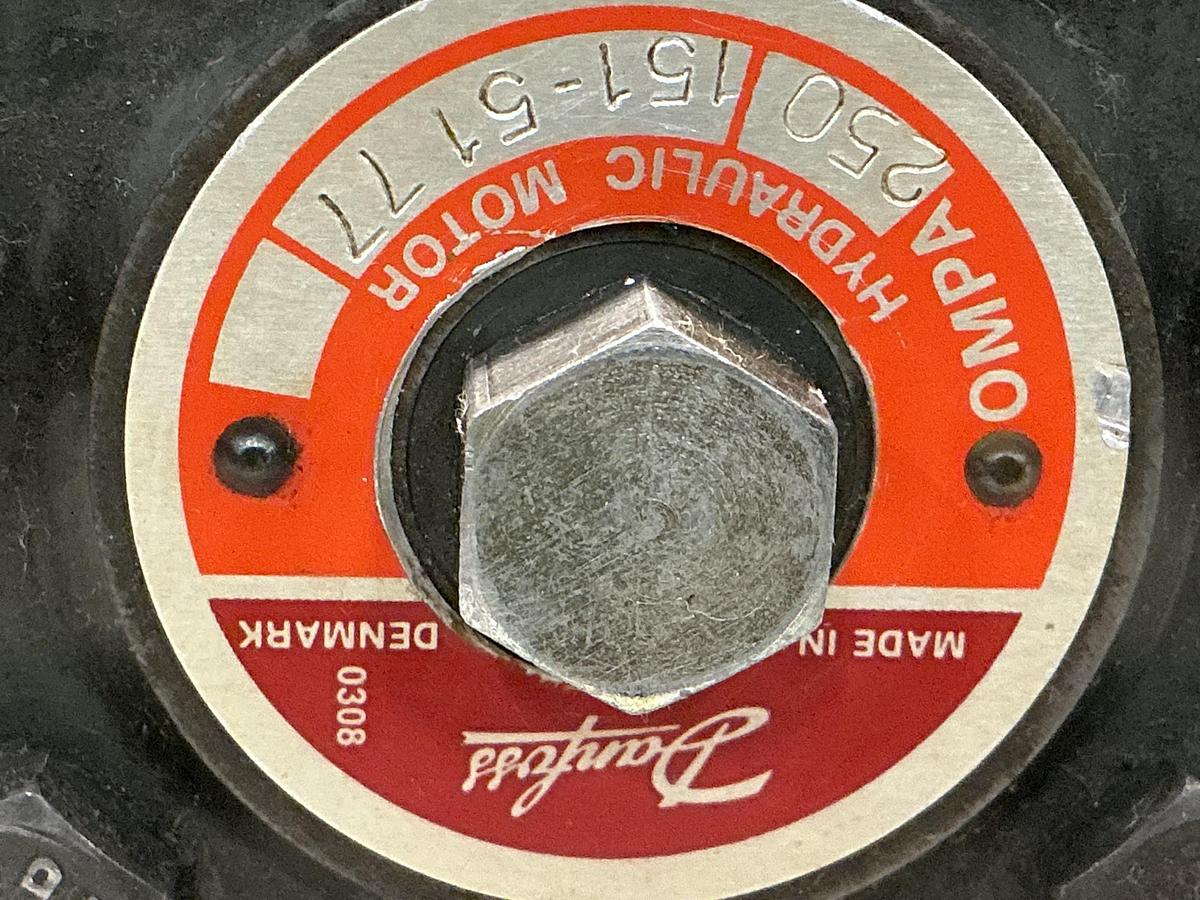 Danfoss
0308
MADE IN DENMARK
HYDRAULIC MOTOR
OMPA 250 151-5177